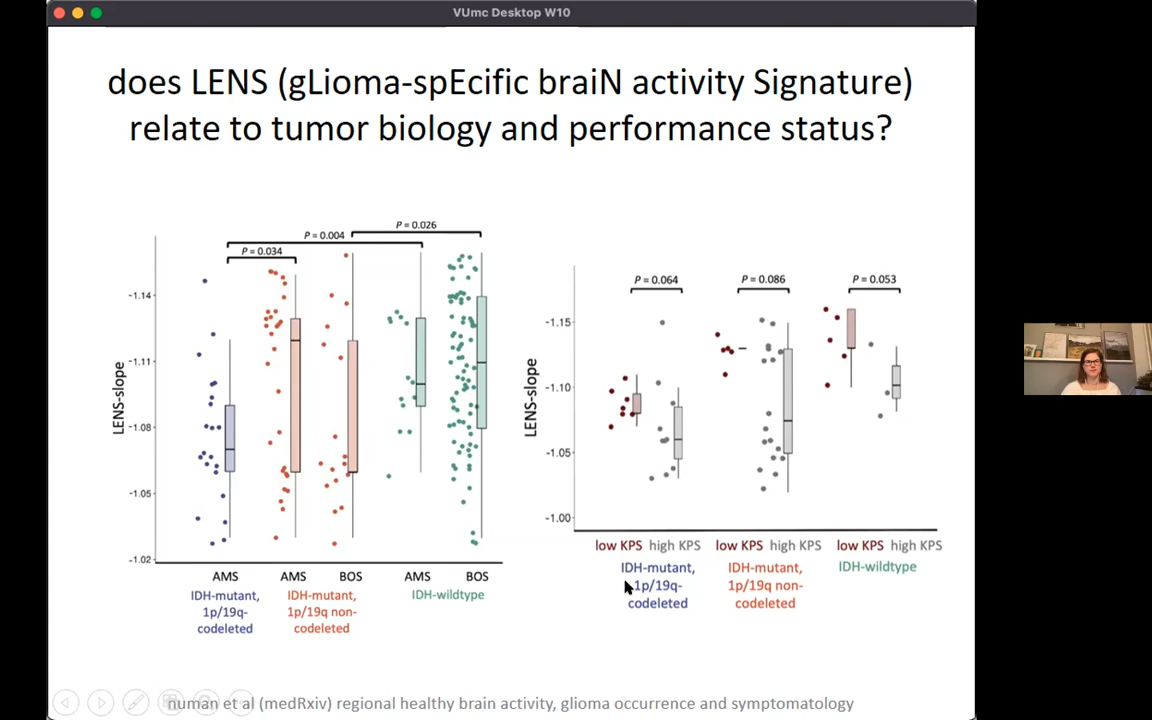 VUmc Desktop W10
does LENS (gLioma-spEcific braiN activity Signature)
relate to tumor biology and performance status?
P = 0.026
P = 0.004
P = 0.034
-1.14
-1.11
-1.08
-1.05
-1.02
LENS-slope
AMS AMS BOS AMS BOS
IDH-mutant,
1p/19q-
codeleted
IDH-mutant,
1p/19q non-
codeleted
IDH-wildtype
P = 0.064 P = 0.086 P = 0.053
-1.15
-1.10
-1.05
-1.00
LENS-slope
low KPS high KPS low KPS high KPS low KPS high KPS
IDH-mutant,
1p/19q-
codeleted
IDH-mutant,
1p/19q non-
codeleted
IDH-wildtype
numan et al (medRxiv) regional healthy brain activity, glioma occurrence and symptomatology